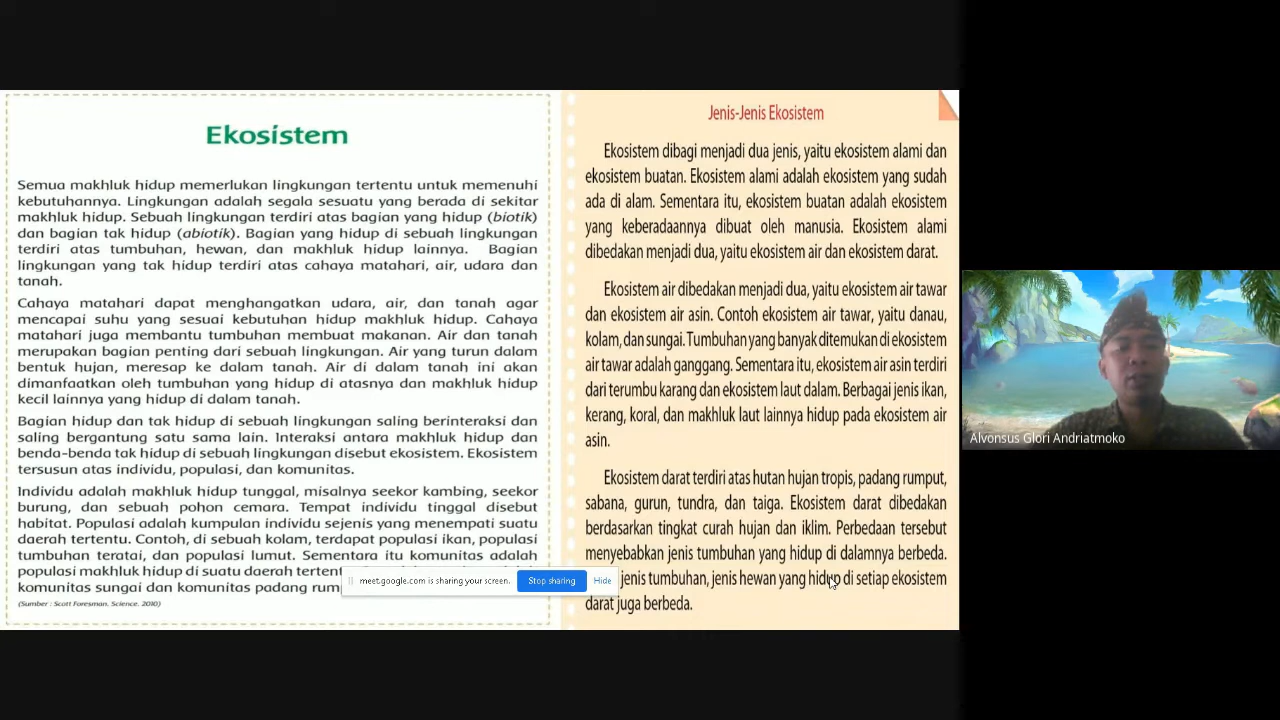 Ekosistem
Semua makhluk hidup memerlukan lingkungan tertentu untuk memenuhi
kebutuhannya. Lingkungan adalah segala sesuatu yang berada di sekitar
makhluk hidup. Sebuah lingkungan terdiri atas bagian yang hidup (biotik)
dan bagian tak hidup (abiotik). Bagian yang hidup di sebuah lingkungan
terdiri atas tumbuhan, hewan, dan makhluk hidup lainnya. Bagian
lingkungan yang tak hidup terdiri atas cahaya matahari, air, udara dan
tanah.
Cahaya matahari dapat menghangatkan udara, air, dan tanah agar
mencapai suhu yang sesuai kebutuhan hidup makhluk hidup. Cahaya
matahari juga membantu tumbuhan membuat makanan. Air dan tanah
merupakan bagian penting dari sebuah lingkungan. Air yang turun dalam
bentuk hujan, meresap ke dalam tanah. Air di dalam tanah ini akan
dimanfaatkan oleh tumbuhan yang hidup di atasnya dan makhluk hidup
kecil lainnya yang hidup di dalam tanah.
Bagian hidup dan tak hidup di sebuah lingkungan saling berinteraksi dan
saling bergantung satu sama lain. Interaksi antara makhluk hidup dan
benda-benda tak hidup di sebuah lingkungan disebut ekosistem. Ekosistem
tersusun atas individu, populasi, dan komunitas.
Individu adalah makhluk hidup tunggal, misalnya seekor kambing, seekor
burung, dan sebuah pohon cemara. Tempat individu tinggal disebut
habitat. Populasi adalah kumpulan individu sejenis yang menempati suatu
daerah tertentu. Contoh, di sebuah kolam, terdapat populasi ikan, populasi
tumbuhan teratai, dan populasi lumut. Sementara itu komunitas adalah
populasi makhluk hidup di suatu daerah
komunitas sungai dan komunitas padang
(Sumber : Scott Foresman, Science, 2010)
meet.google.com is sharing your screen.
Stop sharing
Hide
Jenis-Jenis Ekosistem
Ekosistem dibagi menjadi dua jenis, yaitu ekosistem alami dan
ekosistem buatan. Ekosistem alami adalah ekosistem yang sudah
ada di alam. Sementara itu, ekosistem buatan adalah ekosistem
yang keberadaannya dibuat oleh manusia. Ekosistem alami
dibedakan menjadi dua, yaitu ekosistem air dan ekosistem darat.
Ekosistem air dibedakan menjadi dua, yaitu ekosistem air tawar
dan ekosistem air asin. Contoh ekosistem air tawar, yaitu danau,
kolam, dan sungai. Tumbuhan yang banyak ditemukan di ekosistem
air tawar adalah ganggang. Sementara itu, ekosistem air asin terdiri
dari terumbu karang dan ekosistem laut dalam. Berbagai jenis ikan,
kerang, koral, dan makhluk laut lainnya hidup pada ekosistem air
asin.
Ekosistem darat terdiri atas hutan hujan tropis, padang rumput,
sabana, gurun, tundra, dan taiga. Ekosistem darat dibedakan
berdasarkan tingkat curah hujan dan iklim. Perbedaan tersebut
menyebabkan jenis tumbuhan yang hidup di dalamnya berbeda.
jenis tumbuhan, jenis hewan yang hidup di setiap ekosistem
darat juga berbeda.
Alvonsus Glori Andriatmoko